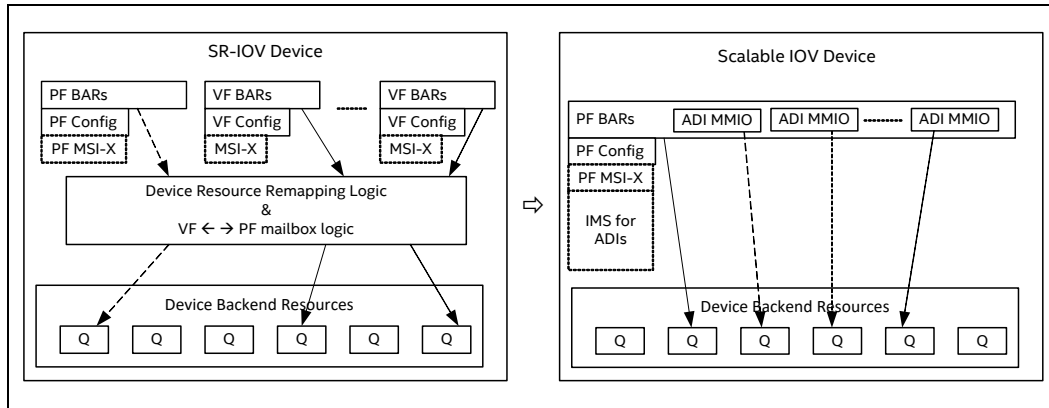 SR-IOV Device
PF BARs
VF BARs
VF BARs
PF Config
VF Config
VF Config
PF MSI-X
MSI-X
MSI-X
Device Resource Remapping Logic
&
VF ← → PF mailbox logic
Device Backend Resources
Q Q Q Q Q Q
⇨
Scalable IOV Device
PF BARs
ADI MMIO
ADI MMIO
ADI MMIO
PF Config
PF MSI-X
IMS for
ADIs
Device Backend Resources
Q Q Q Q Q Q